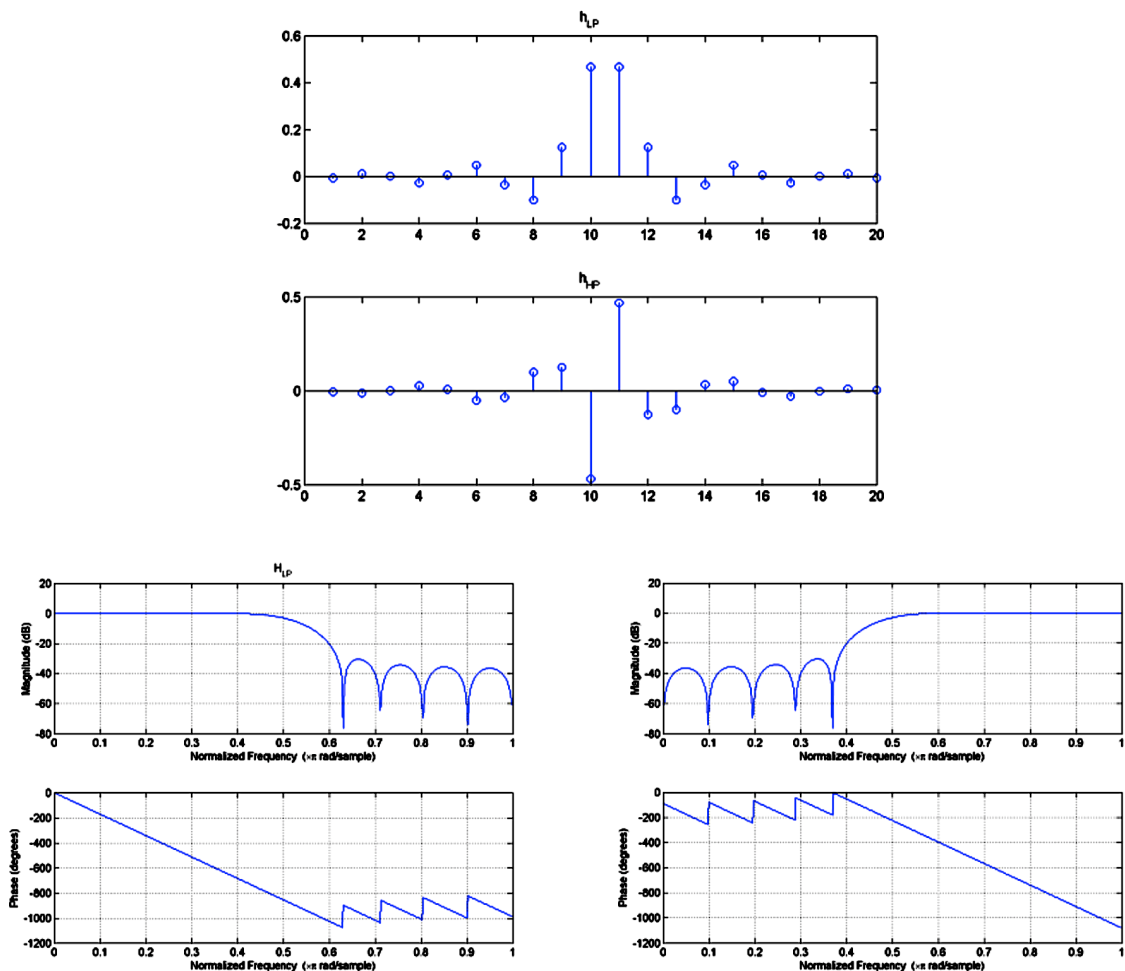 h_LP
0.6
0.4
0.2
0
-0.2
0 2 4 6 8 10 12 14 16 18 20
h_HP
0.5
0
-0.5
0 2 4 6 8 10 12 14 16 18 20
H_LP
20
0
-20
-40
-60
-80
Magnitude (dB)
0 0.1 0.2 0.3 0.4 0.5 0.6 0.7 0.8 0.9 1
Normalized Frequency (×π rad/sample)
20
0
-20
-40
-60
-80
Magnitude (dB)
0 0.1 0.2 0.3 0.4 0.5 0.6 0.7 0.8 0.9 1
Normalized Frequency (×π rad/sample)
0
-200
-400
-600
-800
-1000
-1200
Phase (degrees)
0 0.1 0.2 0.3 0.4 0.5 0.6 0.7 0.8 0.9 1
Normalized Frequency (×π rad/sample)
0
-200
-400
-600
-800
-1000
-1200
Phase (degrees)
0 0.1 0.2 0.3 0.4 0.5 0.6 0.7 0.8 0.9 1
Normalized Frequency (×π rad/sample)